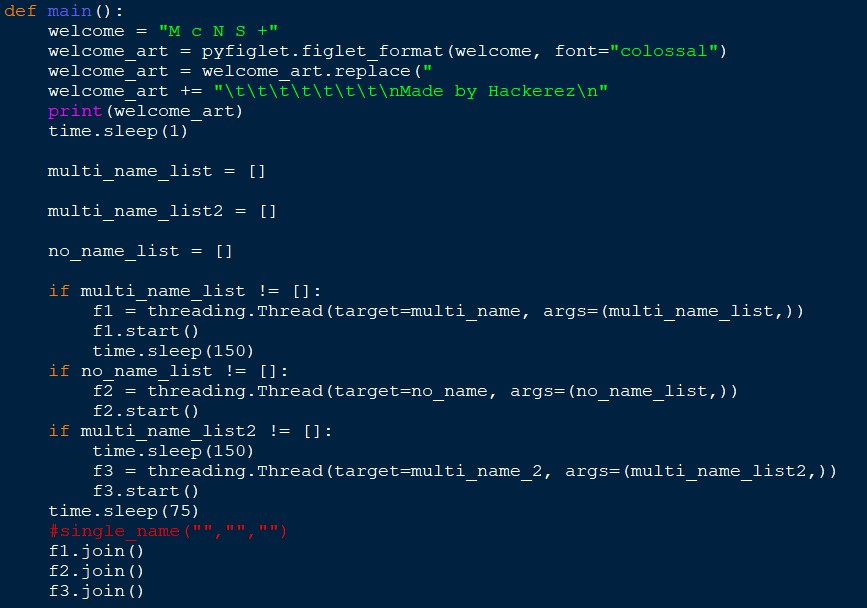 def main():
    welcome = "M c N S +"
    welcome_art = pyfiglet.figlet_format(welcome, font="colossal")
    welcome_art = welcome_art.replace("
    welcome_art += "\t\t\t\t\t\t\t\nMade by Hackerez\n"
    print(welcome_art)
    time.sleep(1)

    multi_name_list = []

    multi_name_list2 = []

    no_name_list = []

    if multi_name_list != []:
        f1 = threading.Thread(target=multi_name, args=(multi_name_list,))
        f1.start()
        time.sleep(150)
    if no_name_list != []:
        f2 = threading.Thread(target=no_name, args=(no_name_list,))
        f2.start()
    if multi_name_list2 != []:
        time.sleep(150)
        f3 = threading.Thread(target=multi_name_2, args=(multi_name_list2,))
        f3.start()
    time.sleep(75)
    #single_name("","","")
    f1.join()
    f2.join()
    f3.join()